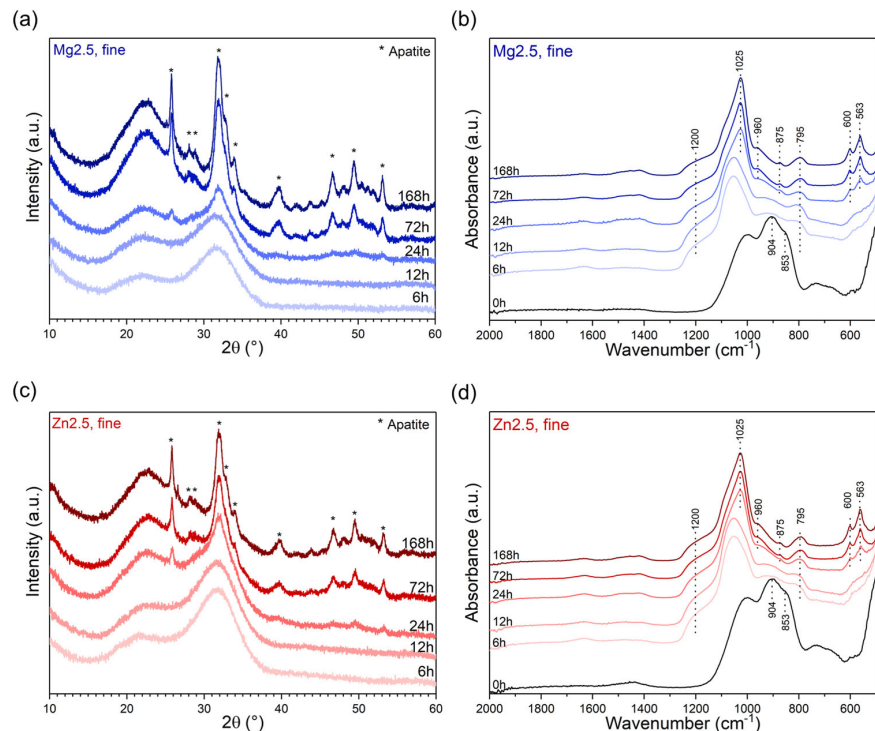 (a)
Mg2.5, fine
* Apatite
*
*
*
*
*
*
*
*
*
*
168h
72h
24h
12h
6h
Intensity (a.u.)
10 20 30 40 50 60
2θ (°)
(b)
Mg2.5, fine
1025
1200
960
875
795
600
563
168h
72h
24h
12h
6h
0h
904
853
Absorbance (a.u.)
2000 1800 1600 1400 1200 1000 800 600
Wavenumber (cm-1)
(c)
Zn2.5, fine
* Apatite
*
*
*
*
*
*
*
*
*
*
168h
72h
24h
12h
6h
Intensity (a.u.)
10 20 30 40 50 60
2θ (°)
(d)
Zn2.5, fine
1025
1200
960
875
795
600
563
168h
72h
24h
12h
6h
0h
904
853
Absorbance (a.u.)
2000 1800 1600 1400 1200 1000 800 600
Wavenumber (cm-1)